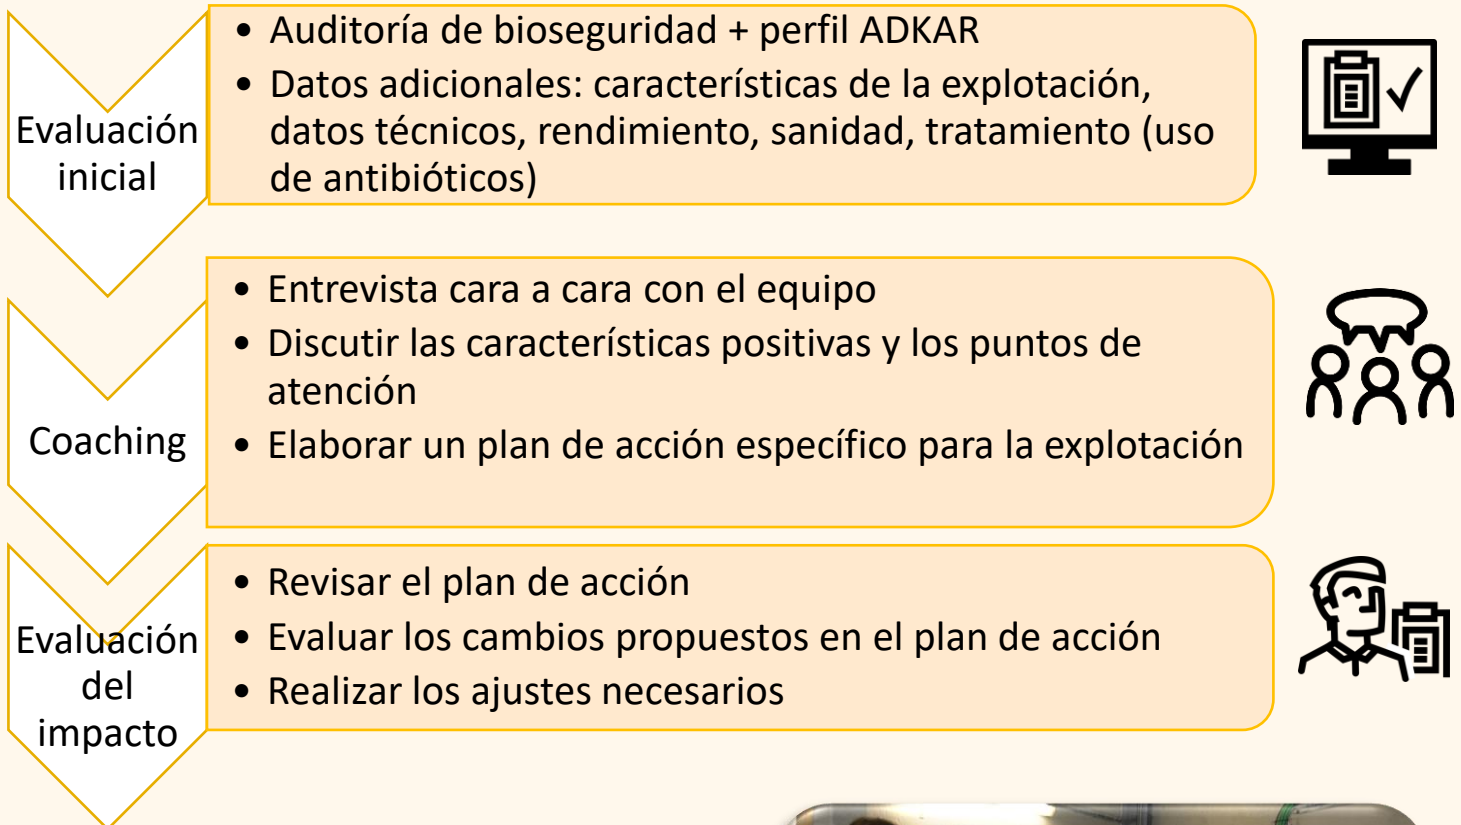 Evaluación
inicial
• Auditoría de bioseguridad + perfil ADKAR
• Datos adicionales: características de la explotación,
datos técnicos, rendimiento, sanidad, tratamiento (uso
de antibióticos)
Coaching
• Entrevista cara a cara con el equipo
• Discutir las características positivas y los puntos de
atención
• Elaborar un plan de acción específico para la explotación
Evaluación
del
impacto
• Revisar el plan de acción
• Evaluar los cambios propuestos en el plan de acción
• Realizar los ajustes necesarios